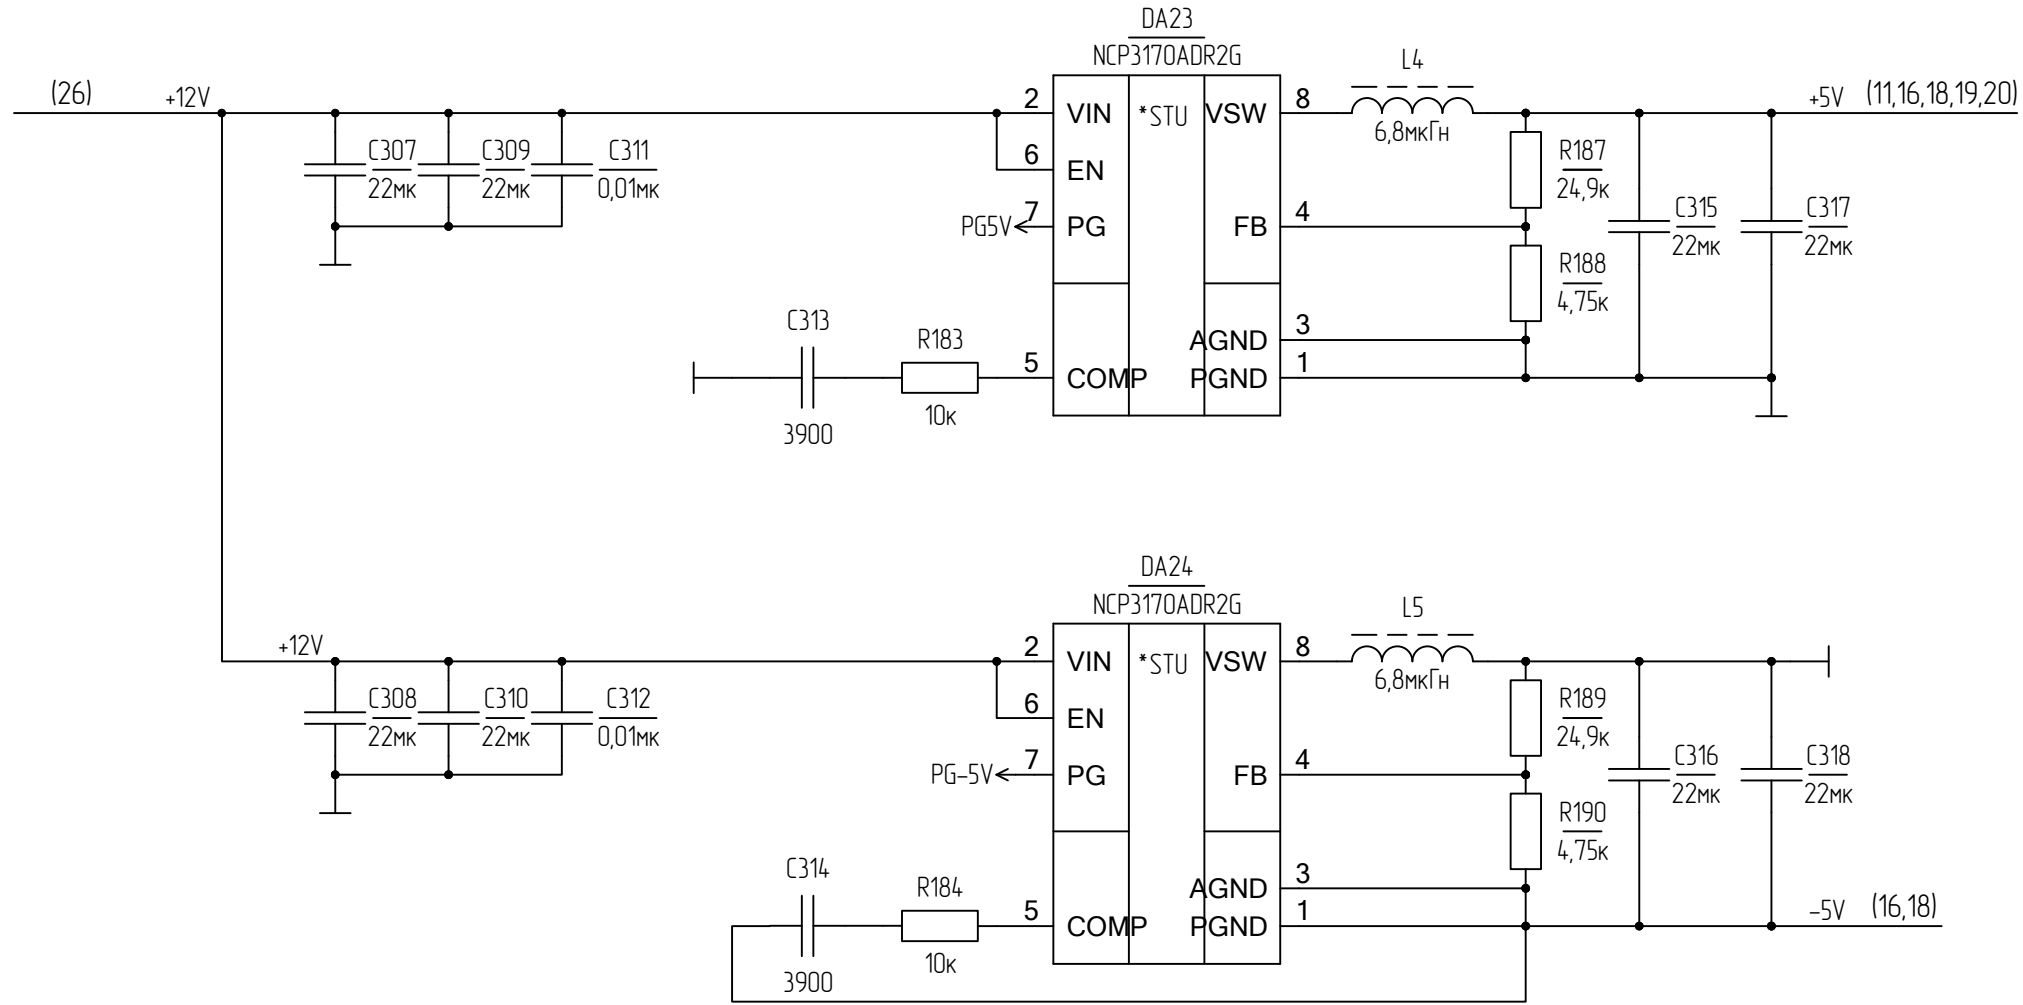 DA23
NCP3170ADR2G
(26)
+12V
2
VIN
*STU
VSW
8
L4
6,8мкГн
+5V
(11,16,18,19,20)
C307
22мк
C309
22мк
C311
0,01мк
6
EN
R187
24,9к
PG5V
7
PG
FB
4
C315
22мк
C317
22мк
R188
4,75к
C313
3900
R183
10к
5
COMP
AGND
3
PGND
1
DA24
NCP3170ADR2G
+12V
2
VIN
*STU
VSW
8
L5
6,8мкГн
C308
22мк
C310
22мк
C312
0,01мк
6
EN
R189
24,9к
PG-5V
7
PG
FB
4
C316
22мк
C318
22мк
R190
4,75к
C314
3900
R184
10к
5
COMP
AGND
3
PGND
1
-5V
(16,18)